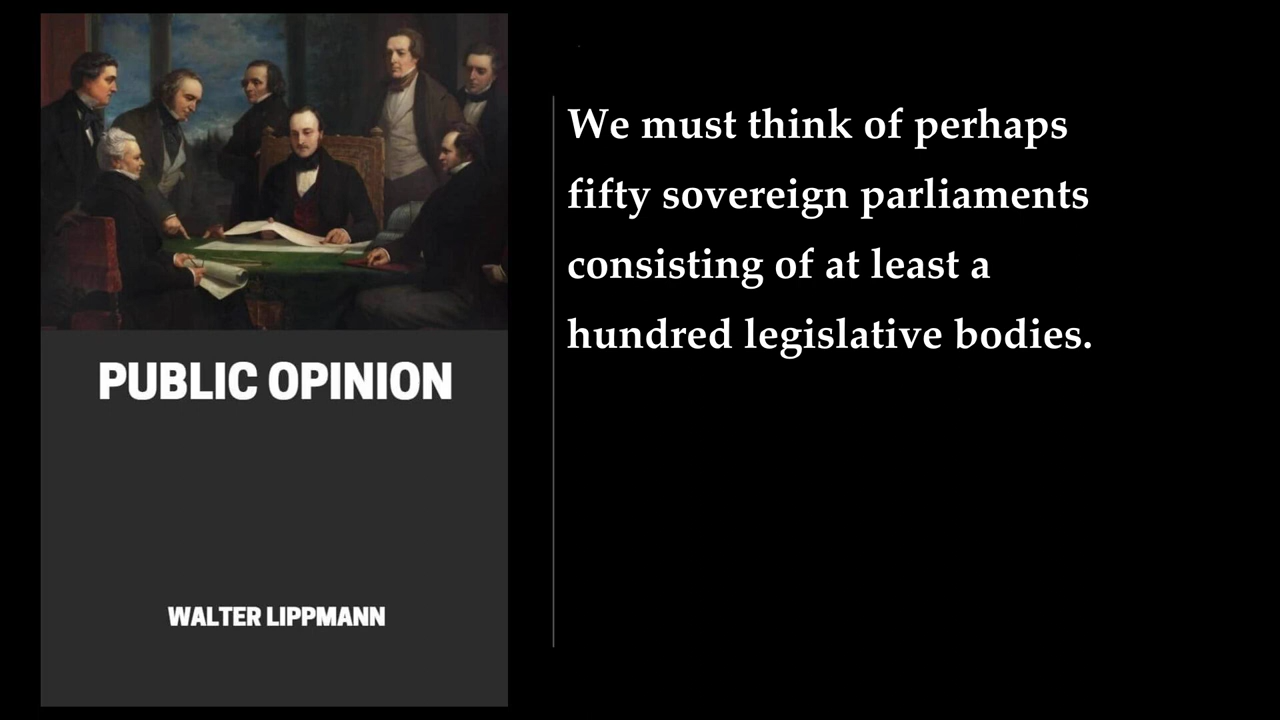 PUBLIC OPINION
WALTER LIPPMANN
We must think of perhaps
fifty sovereign parliaments
consisting of at least a
hundred legislative bodies.